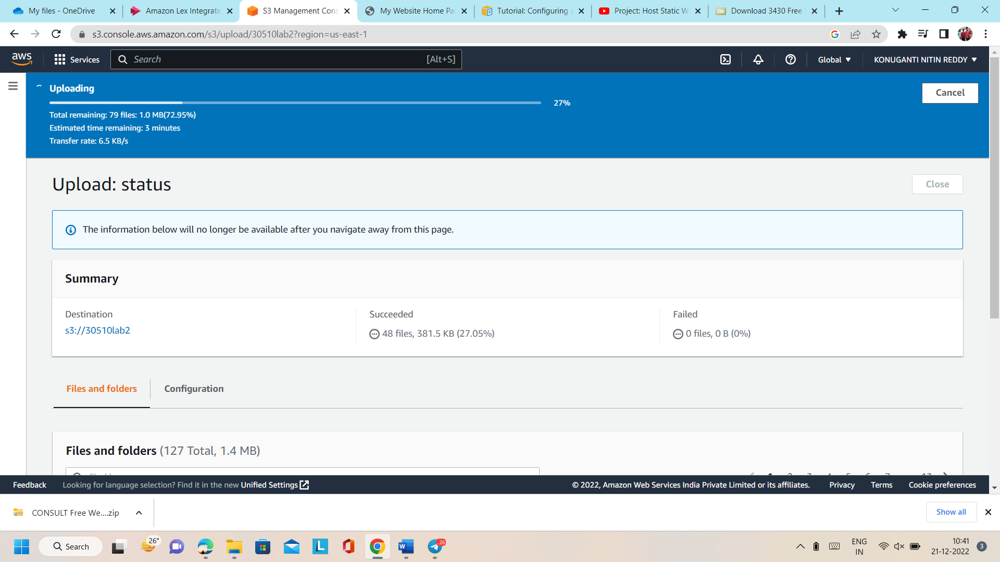 My files - OneDrive
Amazon Lex Integratic
S3 Management Cons
My Website Home Pa
Tutorial: Configuring a
Project: Host Static W
Download 3430 Free
s3.console.aws.amazon.com/s3/upload/30510lab2?region=us-east-1
aws
Services
Search
[Alt+S]
Global
KONUGANTI NITIN REDDY
Uploading
27%
Cancel
Total remaining: 79 files: 1.0 MB(72.95%)
Estimated time remaining: 3 minutes
Transfer rate: 6.5 KB/s
Upload: status
Close
The information below will no longer be available after you navigate away from this page.
Summary
Destination
s3://30510lab2
Succeeded
48 files, 381.5 KB (27.05%)
Failed
0 files, 0 B (0%)
Files and folders
Configuration
Files and folders (127 Total, 1.4 MB)
Feedback
Looking for language selection? Find it in the new Unified Settings
© 2022, Amazon Web Services India Private Limited or its affiliates.
Privacy
Terms
Cookie preferences
CONSULT Free We....zip
Show all
Search
26°
26
ENG
IN
10:41
21-12-2022
3